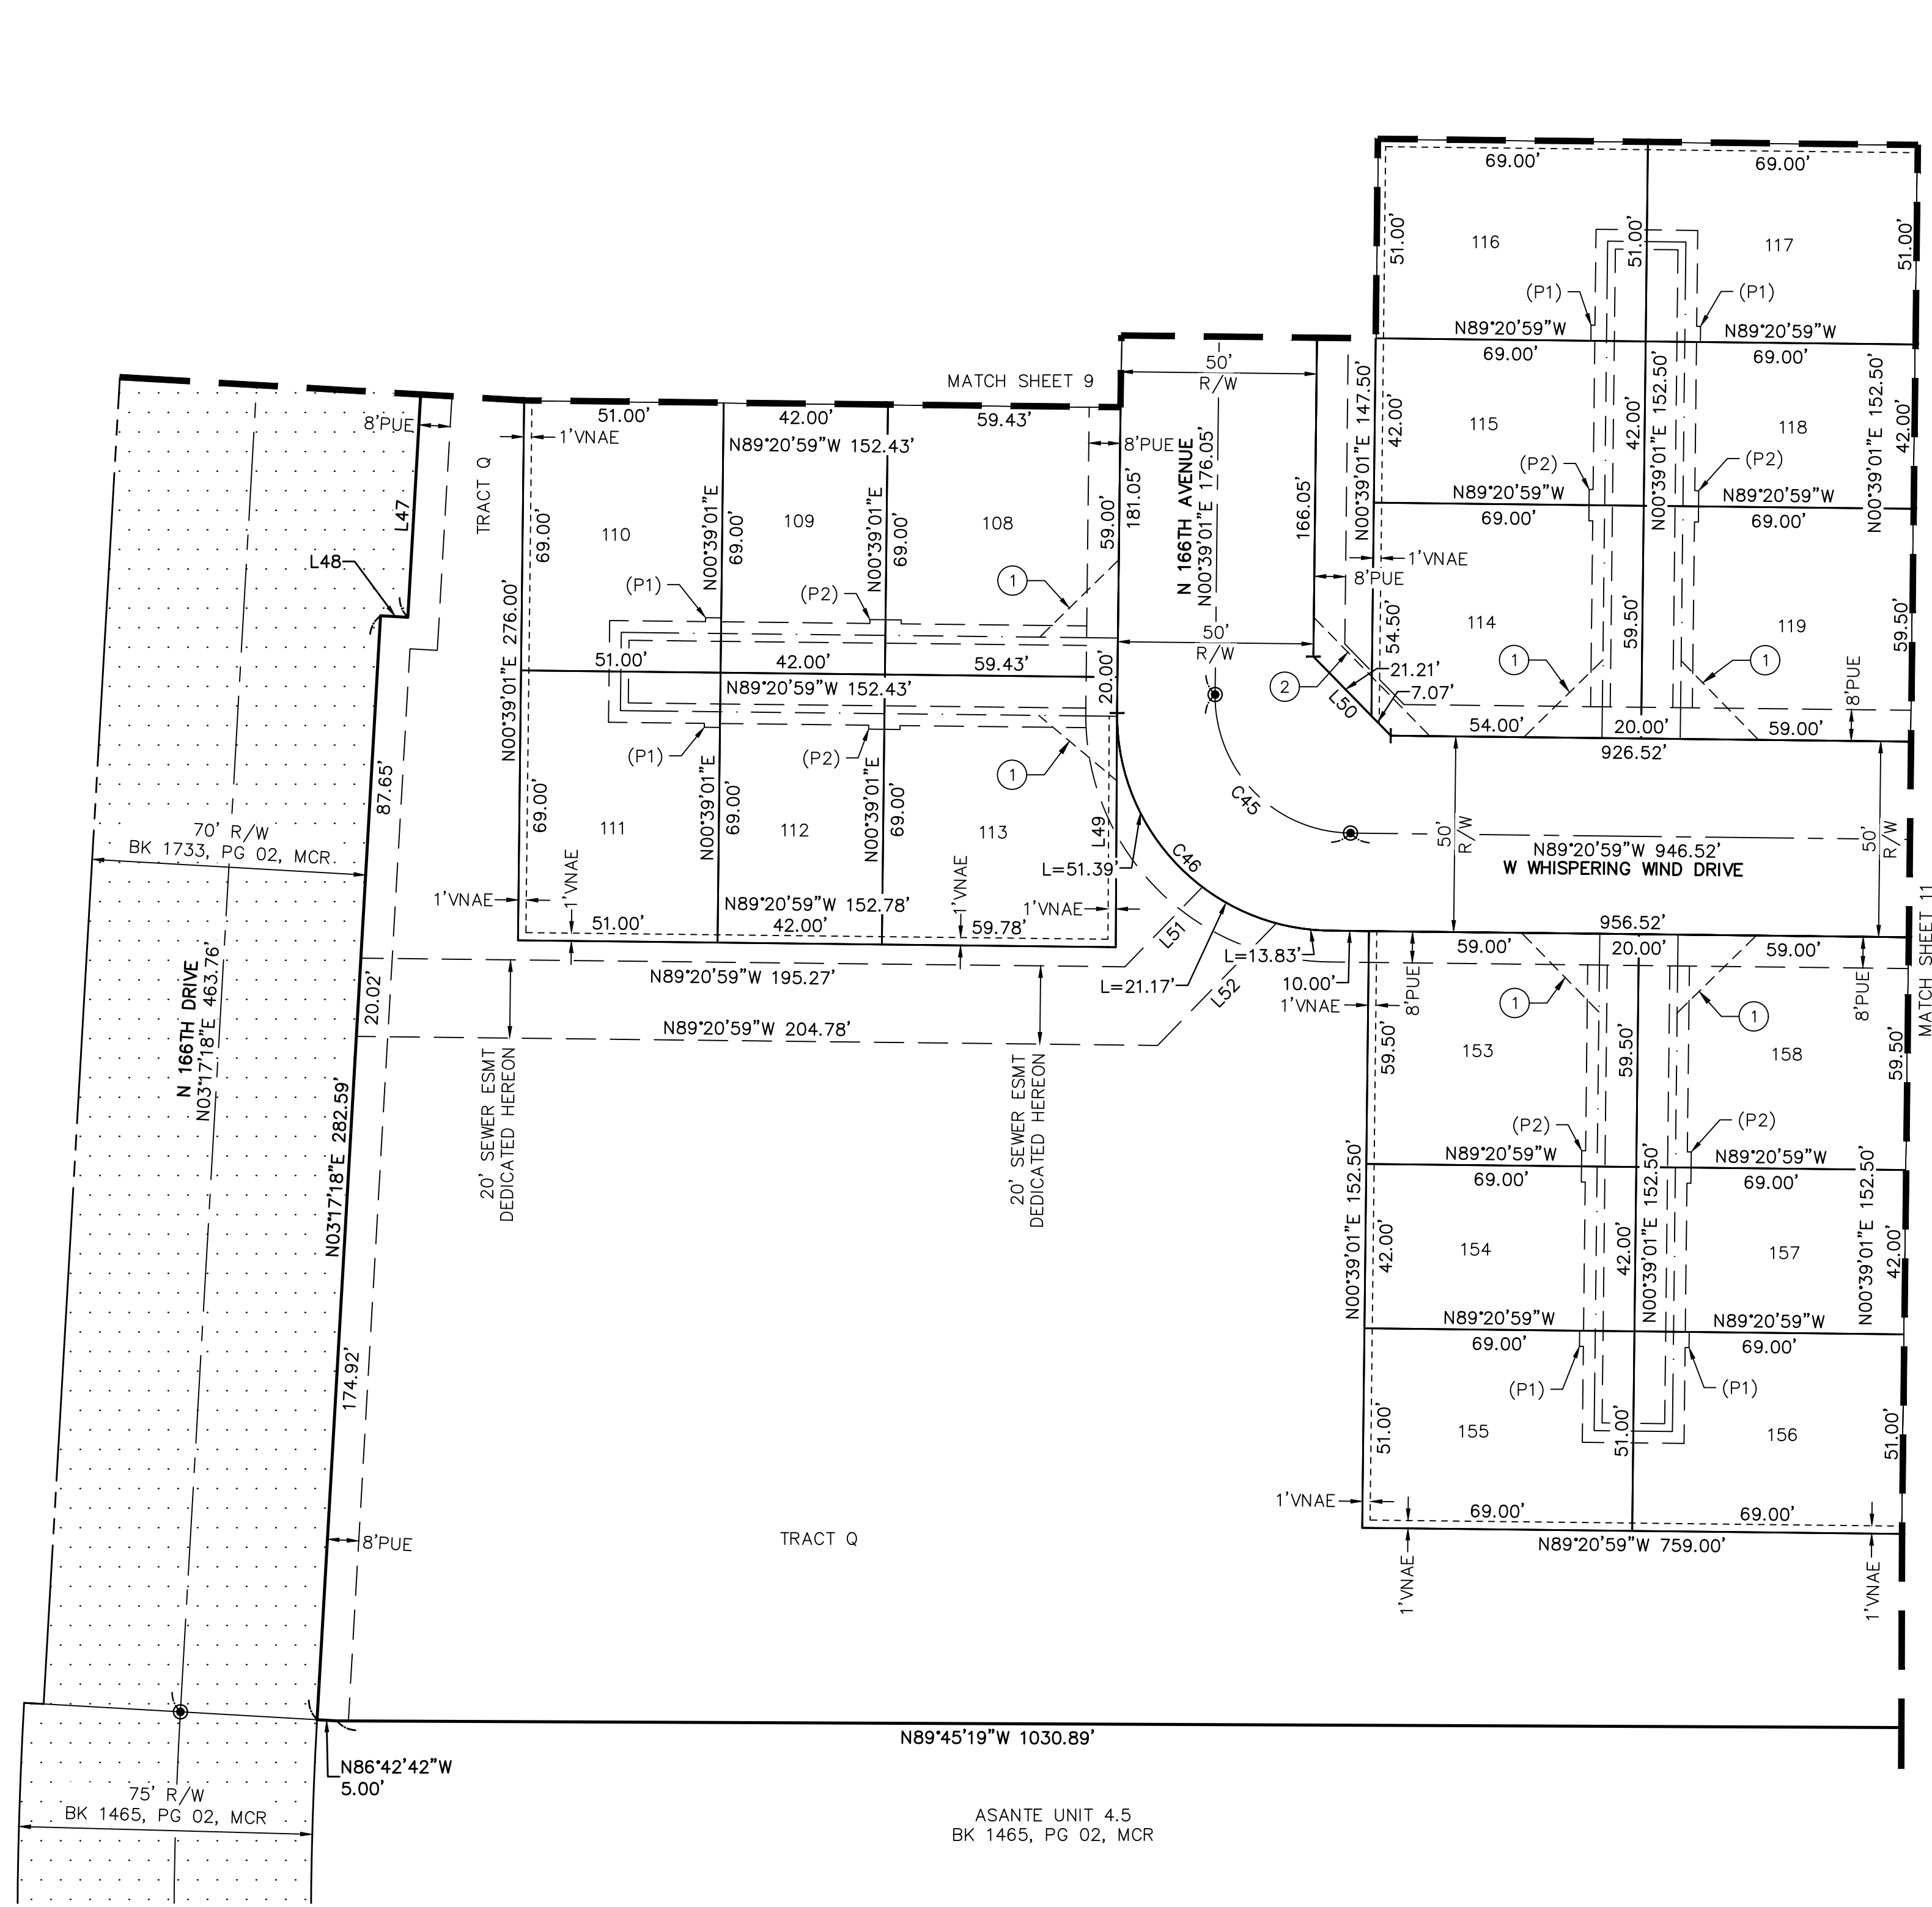 69.00'
69.00'
51.00'
51.00'
51.00'
116
117
(P1)
(P1)
N89°20'59"W
N89°20'59"W
69.00'
69.00'
MATCH SHEET 9
50'
R/W
8'PUE
TRACT Q
51.00'
42.00'
59.43'
1'VNAE
N89°20'59"W 152.43'
8'PUE
N00°39'01"E 147.50'
42.00'
115
42.00'
N00°39'01"E 152.50'
118
N00°39'01"E 152.50'
42.00'
(P2)
(P2)
N89°20'59"W
N89°20'59"W
69.00'
69.00'
L47
L48
110
109
108
69.00'
N00°39'01"E
69.00'
N00°39'01"E
69.00'
59.00'
181.05'
N 166TH AVENUE
N00°39'01"E 176.05'
166.05'
1'VNAE
8'PUE
(P1)
(P2)
1
54.50'
114
59.50'
119
59.50'
N00°39'01"E 276.00'
50'
R/W
1
1
2
21.21'
7.07'
L50
8'PUE
51.00'
42.00'
59.43'
20.00'
N89°20'59"W 152.43'
54.00'
20.00'
59.00'
926.52'
(P1)
(P2)
1
87.65'
69.00'
N00°39'01"E
69.00'
N00°39'01"E
69.00'
L49
111
112
113
C45
C46
50'
R/W
50'
R/W
N89°20'59"W 946.52'
W WHISPERING WIND DRIVE
70' R/W
BK 1733, PG 02, MCR
L=51.39'
1'VNAE
1'VNAE
1'VNAE
1'VNAE
N89°20'59"W 152.78'
51.00'
42.00'
59.78'
MATCH SHEET 11
956.52'
59.00'
20.00'
59.00'
L51
L=13.83'
L=21.17'
L52
10.00'
1'VNAE
8'PUE
8'PUE
N 166TH DRIVE
N03°17'18"E 463.76'
20.02'
N89°20'59"W 195.27'
N89°20'59"W 204.78'
20' SEWER ESMT
DEDICATED HEREON
20' SEWER ESMT
DEDICATED HEREON
1
1
59.50'
153
59.50'
158
59.50'
(P2)
(P2)
N89°20'59"W
N89°20'59"W
69.00'
69.00'
N03°17'18"E 282.59'
N00°39'01"E 152.50'
42.00'
154
42.00'
N00°39'01"E 152.50'
157
N00°39'01"E 152.50'
42.00'
N89°20'59"W
N89°20'59"W
69.00'
69.00'
174.92'
(P1)
(P1)
51.00'
155
51.00'
156
51.00'
1'VNAE
69.00'
69.00'
8'PUE
TRACT Q
N89°20'59"W 759.00'
1'VNAE
1'VNAE
N89°45'19"W 1030.89'
N86°42'42"W
5.00'
75' R/W
BK 1465, PG 02, MCR
ASANTE UNIT 4.5
BK 1465, PG 02, MCR